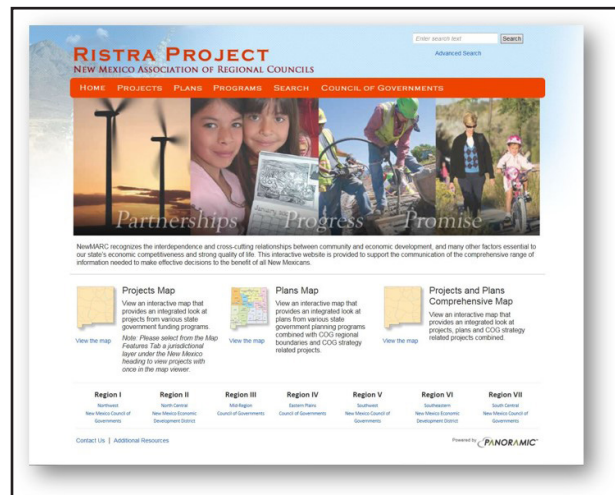 Enter search text Search
Advanced Search
RISTRA PROJECT
NEW MEXICO ASSOCIATION OF REGIONAL COUNCILS
HOME PROJECTS PLANS PROGRAMS SEARCH COUNCIL OF GOVERNMENTS
Partnerships Progress Promise
NewMARC recognizes the interdependence and cross-cutting relationships between community and economic development, and many other factors essential to
our state's economic competitiveness and strong quality of life. This interactive website is provided to support the communication of the comprehensive range of
information needed to make effective decisions to the benefit of all New Mexicans.
Projects Map
View an interactive map that
provides an integrated look at
projects from various state
government funding programs.
Note: Please select from the Map
Features Tab a jurisdictional
layer under the New Mexico
heading to view projects with
once in the map viewer.
View the map
Plans Map
View an interactive map that
provides an integrated look at
plans from various state
government planning programs
combined with COG regional
boundaries and COG strategy
related projects.
View the map
Projects and Plans
Comprehensive Map
View an interactive map that
provides an integrated look at
projects, plans and COG strategy
related projects combined.
View the map
Region I
Northwest
New Mexico Council of
Governments
Region II
North Central
New Mexico Economic
Development District
Region III
Mid-Region
Council of Governments
Region IV
Eastern Plains
Council of Governments
Region V
Southwest
New Mexico Council of
Governments
Region VI
Southeastern
New Mexico Economic
Development District
Region VII
South Central
New Mexico Council of
Governments
Contact Us | Additional Resources
Powered by PANORAMIC